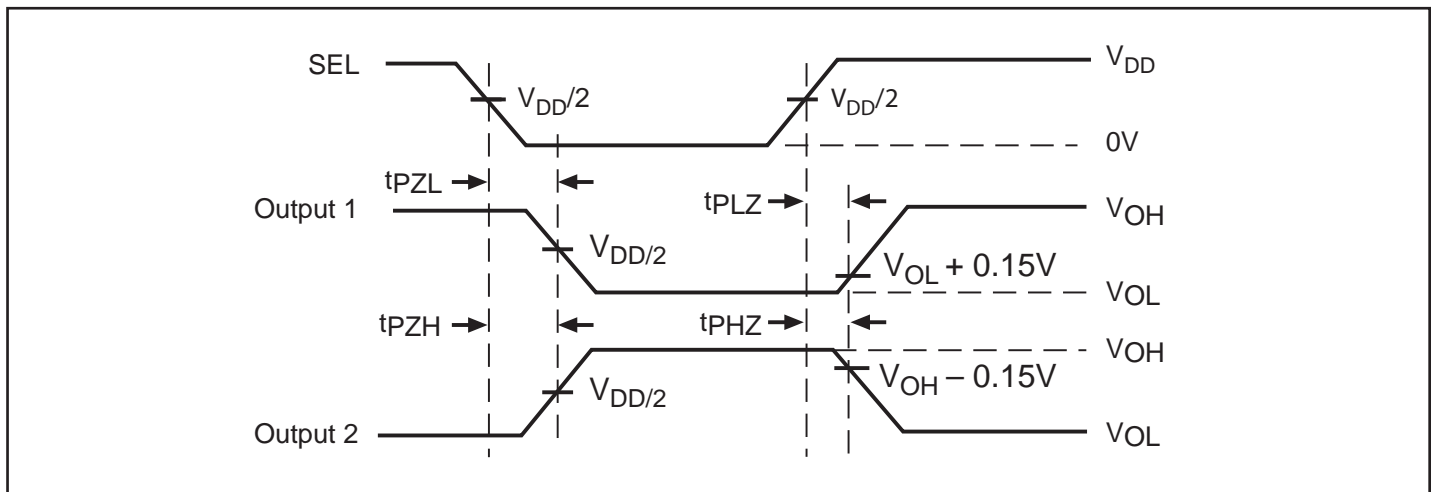 SEL
VDD/2
VDD/2
VDD
0V
tPZL
tPLZ
Output 1
VDD/2
VOH
VOL + 0.15V
VOL
tPZH
tPHZ
VOH
VOH – 0.15V
VDD/2
Output 2
VOL